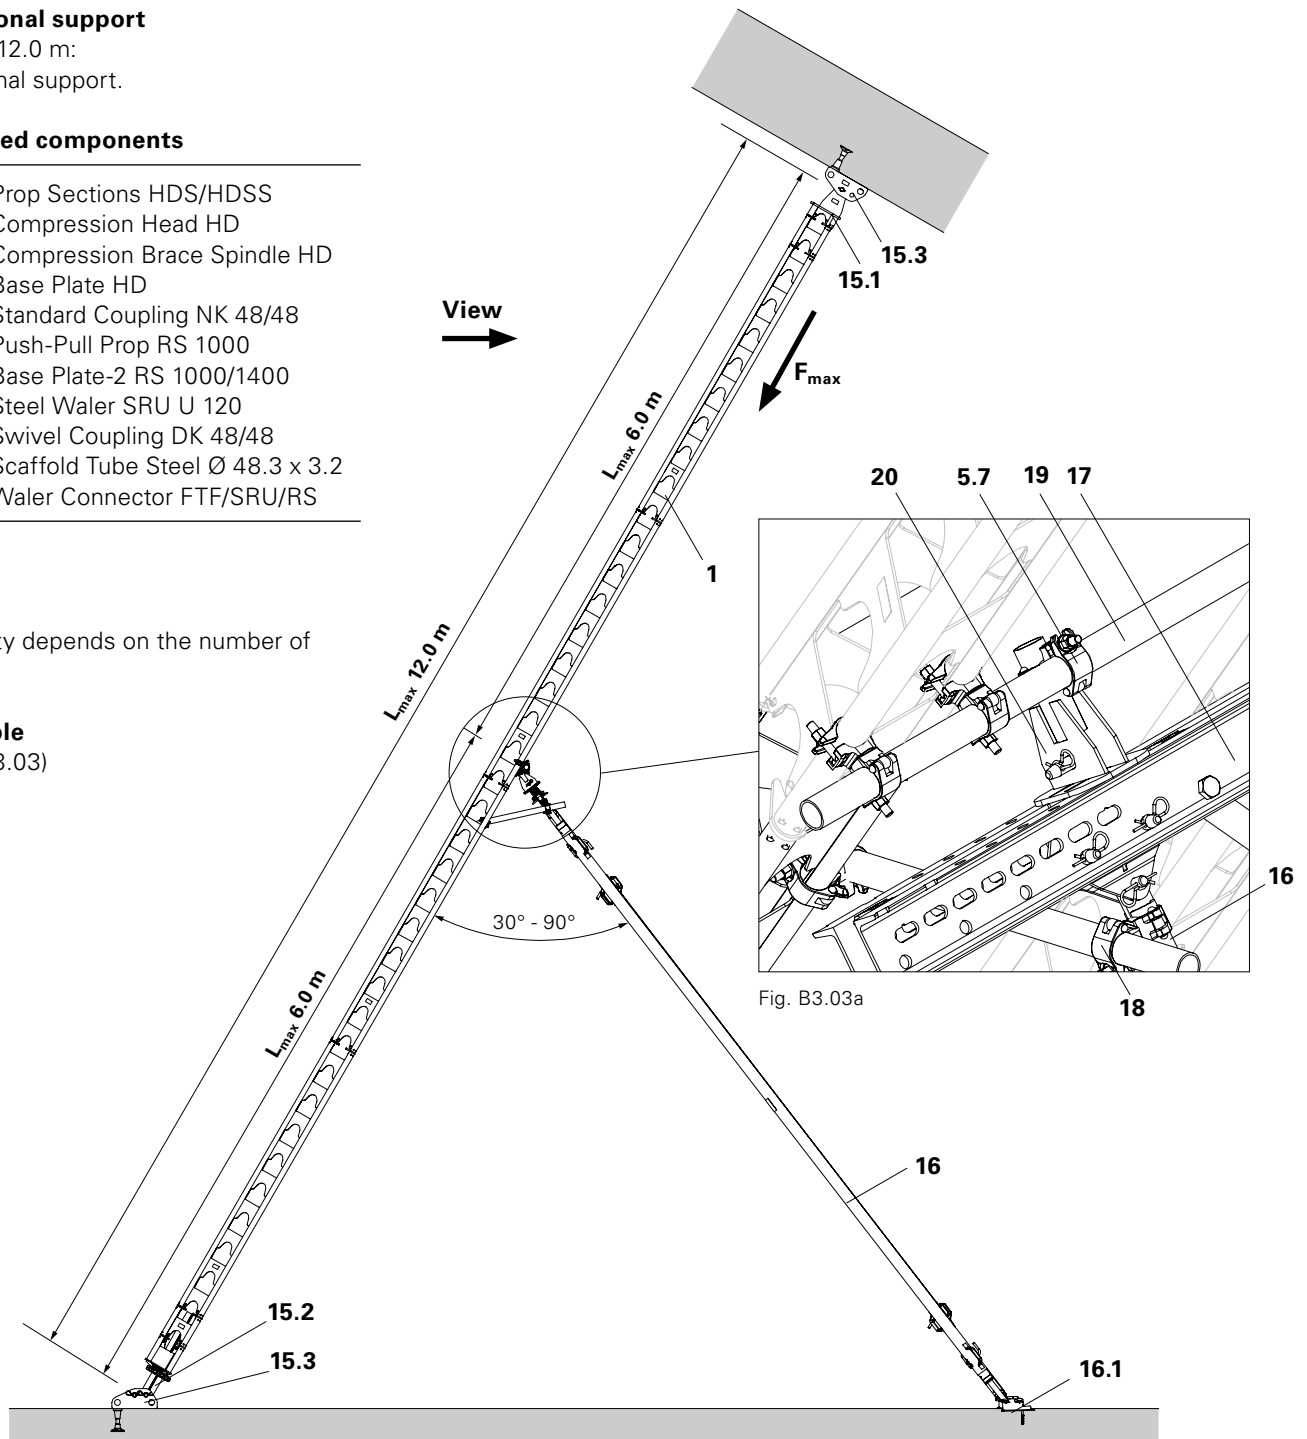 onal support
12.0 m:
nal support.
ed components
Prop Sections HDS/HDSS
Compression Head HD
Compression Brace Spindle HD
Base Plate HD
Standard Coupling NK 48/48
Push-Pull Prop RS 1000
Base Plate-2 RS 1000/1400
Steel Waler SRU U 120
Swivel Coupling DK 48/48
Scaffold Tube Steel Ø 48.3 x 3.2
Waler Connector FTF/SRU/RS
ty depends on the number of
ole
3.03)
View
15.3
15.1
Fmax
Lmax 6.0 m
1
Lmax 12.0 m
20 5.7 19 17
16
18
Fig. B3.03a
30° - 90°
Lmax 6.0 m
16
15.2
15.3
16.1